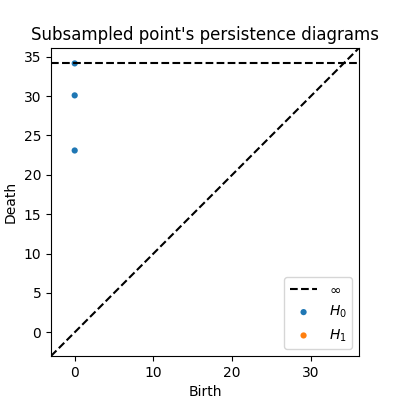 Subsampled point's persistence diagrams
35
30
25
20
15
10
5
0
Death
0 10 20 30
Birth
∞
H₀
H₁